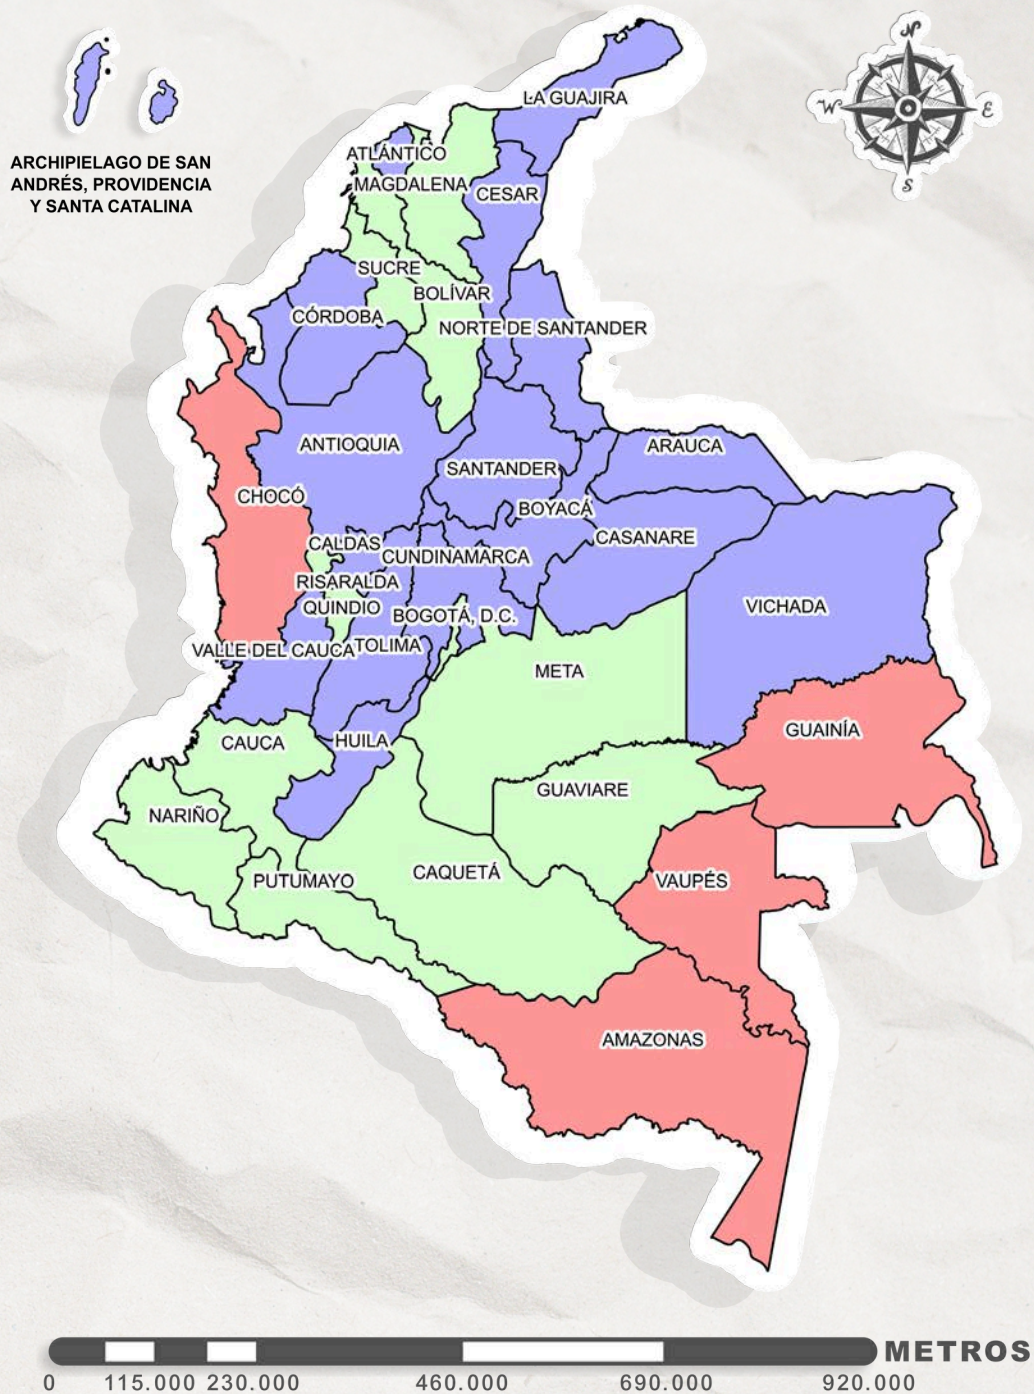 N
W
E
S
ARCHIPIELAGO DE SAN
ANDRÉS, PROVIDENCIA
Y SANTA CATALINA
LA GUAJIRA
ATLÁNTICO
MAGDALENA
CESAR
SUCRE
BOLÍVAR
CÓRDOBA
NORTE DE SANTANDER
ANTIOQUIA
ARAUCA
SANTANDER
CHOCÓ
BOYACÁ
CALDAS
CUNDINAMARCA
CASANARE
RISARALDA
QUINDIO
BOGOTÁ, D.C.
VICHADA
VALLE DEL CAUCA
TOLIMA
META
GUAINÍA
CAUCA
HUILA
GUAVIARE
NARIÑO
PUTUMAYO
CAQUETÁ
VAUPÉS
AMAZONAS
METROS
0 115.000 230.000 460.000 690.000 920.000